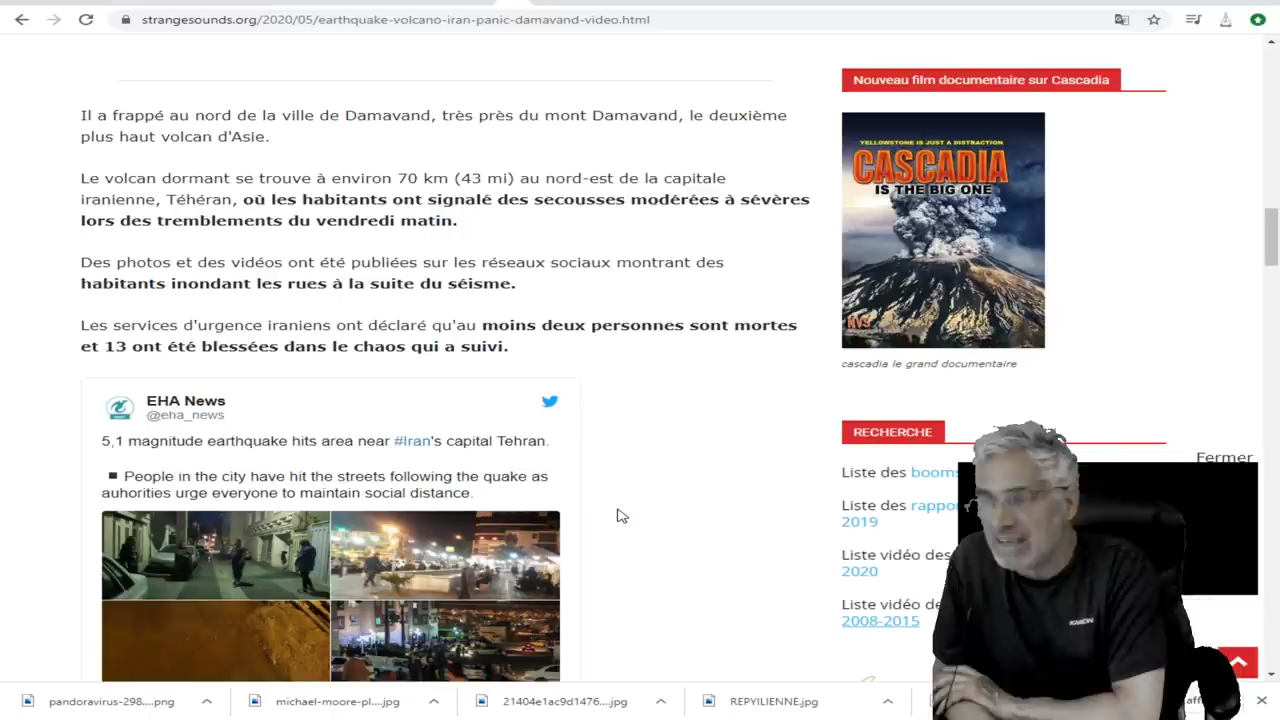 strangesounds.org/2020/05/earthquake-volcano-iran-panic-damavand-video.html
Il a frappé au nord de la ville de Damavand, très près du mont Damavand, le deuxième
plus haut volcan d'Asie.
Le volcan dormant se trouve à environ 70 km (43 mi) au nord-est de la capitale
iranienne, Téhéran, où les habitants ont signalé des secousses modérées à sévères
lors des tremblements du vendredi matin.
Des photos et des vidéos ont été publiées sur les réseaux sociaux montrant des
habitants inondant les rues à la suite du séisme.
Les services d'urgence iraniens ont déclaré qu'au moins deux personnes sont mortes
et 13 ont été blessées dans le chaos qui a suivi.
EHA News
@eha_news
5,1 magnitude earthquake hits area near #Iran's capital Tehran.
People in the city have hit the streets following the quake as
auhorities urge everyone to maintain social distance.
Nouveau film documentaire sur Cascadia
YELLOWSTONE IS JUST A DISTRACTION
CASCADIA
IS THE BIG ONE
cascadia le grand documentaire
RECHERCHE
Fermer
Liste des booms
Liste des
2019
Liste vidéo des
2020
Liste vidéo
2008-2015
pandoravirus-298....png
michael-moore-pl....jpg
21404e1ac9d1476....jpg
REPYILIENNE.jpg